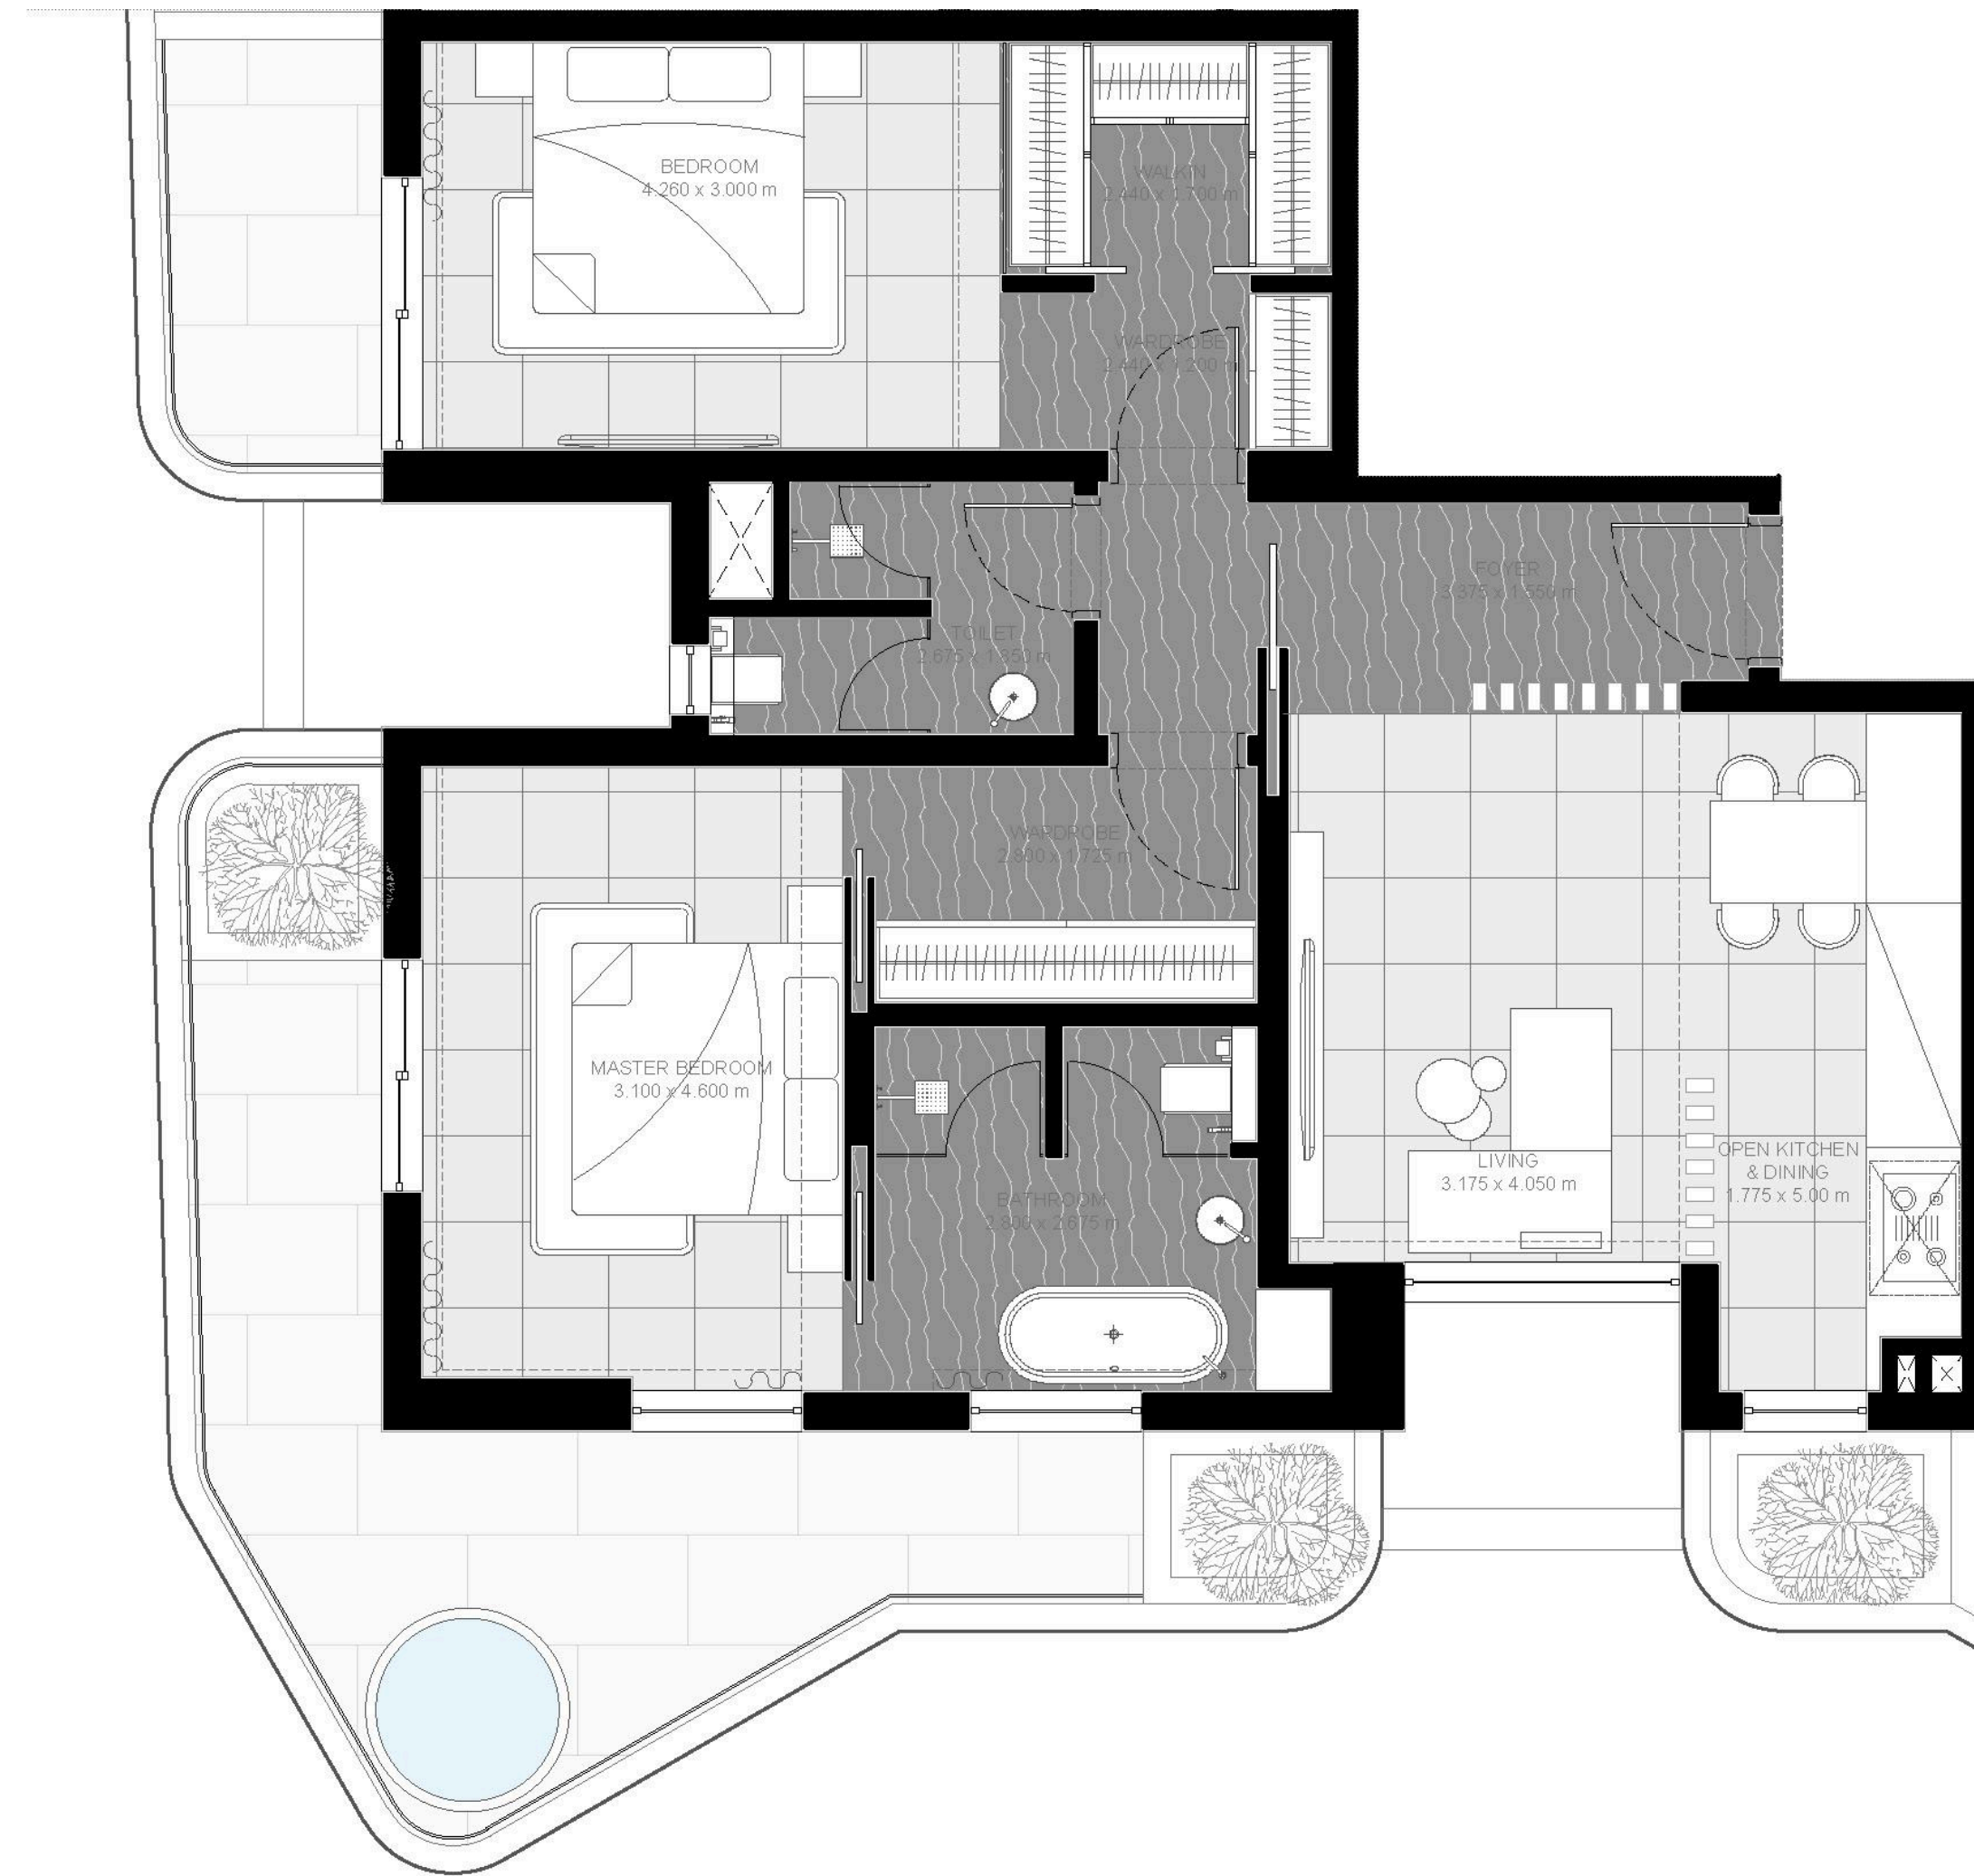 BEDROOM
4.260 x 3.000 m
WALKIN
2.440 x 1.700 m
WARDROBE
2.440 x 1.200 m
FOYER
3.375 x 1.550 m
TOILET
2.675 x 1.850 m
WARDROBE
2.800 x 1.725 m
MASTER BEDROOM
3.100 x 4.600 m
LIVING
3.175 x 4.050 m
OPEN KITCHEN
& DINING
1.775 x 5.00 m
BATHROOM
2.800 x 2.675 m